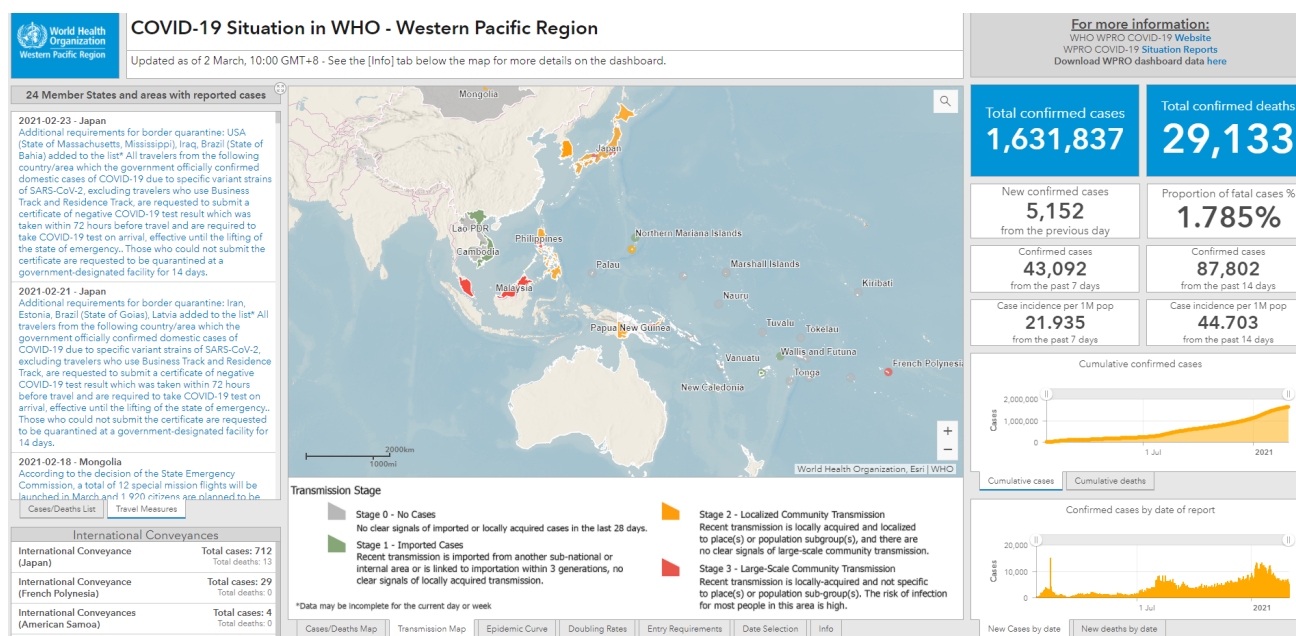 World Health
Organization
Western Pacific Region
COVID-19 Situation in WHO - Western Pacific Region
Updated as of 2 March, 10:00 GMT+8 - See the [Info] tab below the map for more details on the dashboard.
For more information:
WHO WPRO COVID-19 Website
WPRO COVID-19 Situation Reports
Download WPRO dashboard data here
24 Member States and areas with reported cases
2021-02-23 - Japan
Additional requirements for border quarantine: USA
(State of Massachusetts, Mississippi), Iraq, Brazil (State of
Bahia) added to the list* All travelers from the following
country/area which the government officially confirmed
domestic cases of COVID-19 due to specific variant strains
of SARS-CoV-2, excluding travelers who use Business
Track and Residence Track, are requested to submit a
certificate of negative COVID-19 test result which was
taken within 72 hours before travel and are required to
take COVID-19 test on arrival, effective until the lifting of
the state of emergency.. Those who could not submit the
certificate are requested to be quarantined at a
government-designated facility for 14 days.
2021-02-21 - Japan
Additional requirements for border quarantine: Iran,
Estonia, Brazil (State of Goias), Latvia added to the list* All
travelers from the following country/area which the
government officially confirmed domestic cases of
COVID-19 due to specific variant strains of SARS-CoV-2,
excluding travelers who use Business Track and Residence
Track, are requested to submit a certificate of negative
COVID-19 test result which was taken within 72 hours
before travel and are required to take COVID-19 test on
arrival, effective until the lifting of the state of emergency..
Those who could not submit the certificate are requested
to be quarantined at a government-designated facility for
14 days.
2021-02-18 - Mongolia
According to the decision of the State Emergency
Commission, a total of 12 special mission flights will be
launched in March and 1,920 citizens are planned to be
Cases/Deaths List
Travel Measures
International Conveyances
International Conveyance
(Japan)
Total cases: 712
Total deaths: 13
International Conveyance
(French Polynesia)
Total cases: 29
Total deaths: 0
International Conveyances
(American Samoa)
Total cases: 4
Total deaths: 0
Mongolia
Japan
Lao PDR
Cambodia
Philippines
Northern Mariana Islands
Palau
Marshall Islands
Malaysia
Kiribati
Nauru
Papua New Guinea
Tuvalu
Tokelau
Vanuatu
Wallis and Futuna
French Polynesia
Tonga
New Caledonia
2000km
1000mi
+
−
World Health Organization, Esri | WHO
Transmission Stage
Stage 0 - No Cases
No clear signals of imported or locally acquired cases in the last 28 days.
Stage 1 - Imported Cases
Recent transmission is imported from another sub-national or
internal area or is linked to importation within 3 generations, no
clear signals of locally acquired transmission.
*Data may be incomplete for the current day or week
Stage 2 - Localized Community Transmission
Recent transmission is locally acquired and localized
to place(s) or population subgroup(s), and there are
no clear signals of large-scale community transmission.
Stage 3 - Large-Scale Community Transmission
Recent transmission is locally-acquired and not specific
to place(s) or population sub-group(s). The risk of infection
for most people in this area is high.
Cases/Deaths Map
Transmission Map
Epidemic Curve
Doubling Rates
Entry Requirements
Date Selection
Info
Total confirmed cases
1,631,837
Total confirmed deaths
29,133
New confirmed cases
5,152
from the previous day
Proportion of fatal cases %
1.785%
Confirmed cases
43,092
from the past 7 days
Confirmed cases
87,802
from the past 14 days
Case incidence per 1M pop
21.935
from the past 7 days
Case incidence per 1M pop
44.703
from the past 14 days
Cumulative confirmed cases
Cases
2,000,000
1,000,000
0
1 Jul
2021
Cumulative cases
Cumulative deaths
Confirmed cases by date of report
Cases
20,000
10,000
0
1 Jul
2021
New Cases by date
New deaths by date